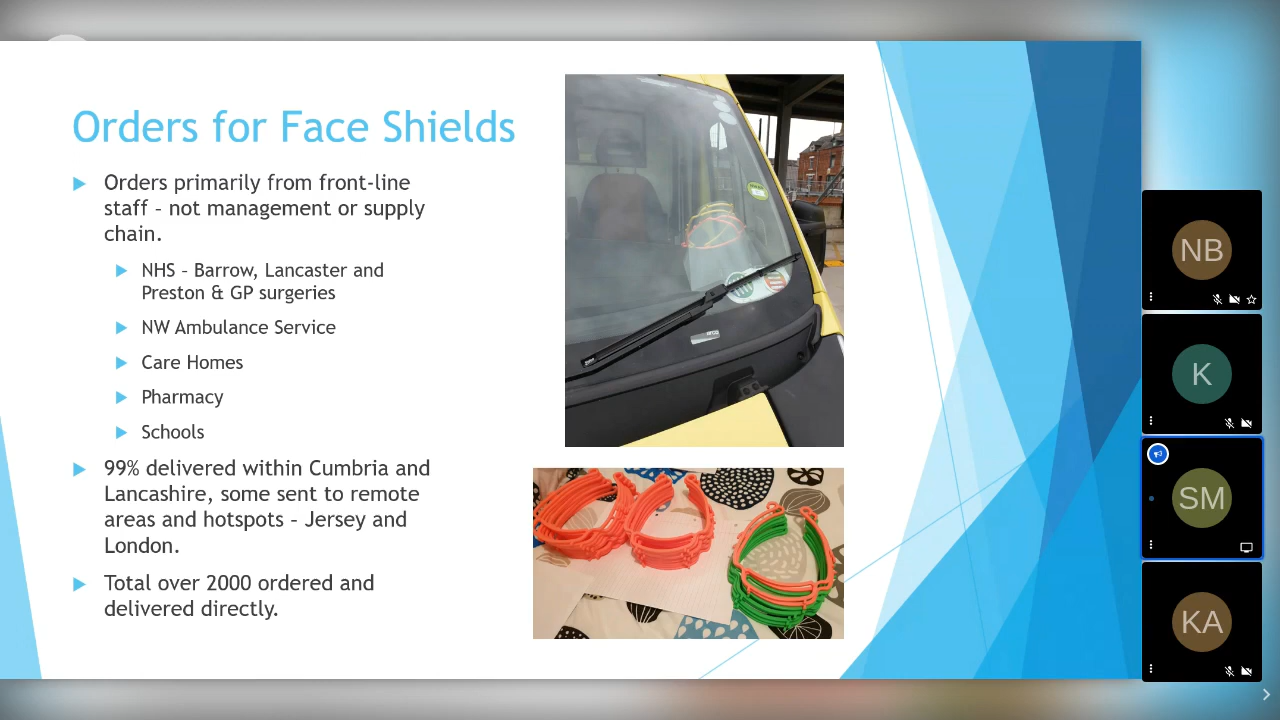 Orders for Face Shields
Orders primarily from front-line
staff – not management or supply
chain.
NHS – Barrow, Lancaster and
Preston & GP surgeries
NW Ambulance Service
Care Homes
Pharmacy
Schools
99% delivered within Cumbria and
Lancashire, some sent to remote
areas and hotspots – Jersey and
London.
Total over 2000 ordered and
delivered directly.
NB
K
SM
KA